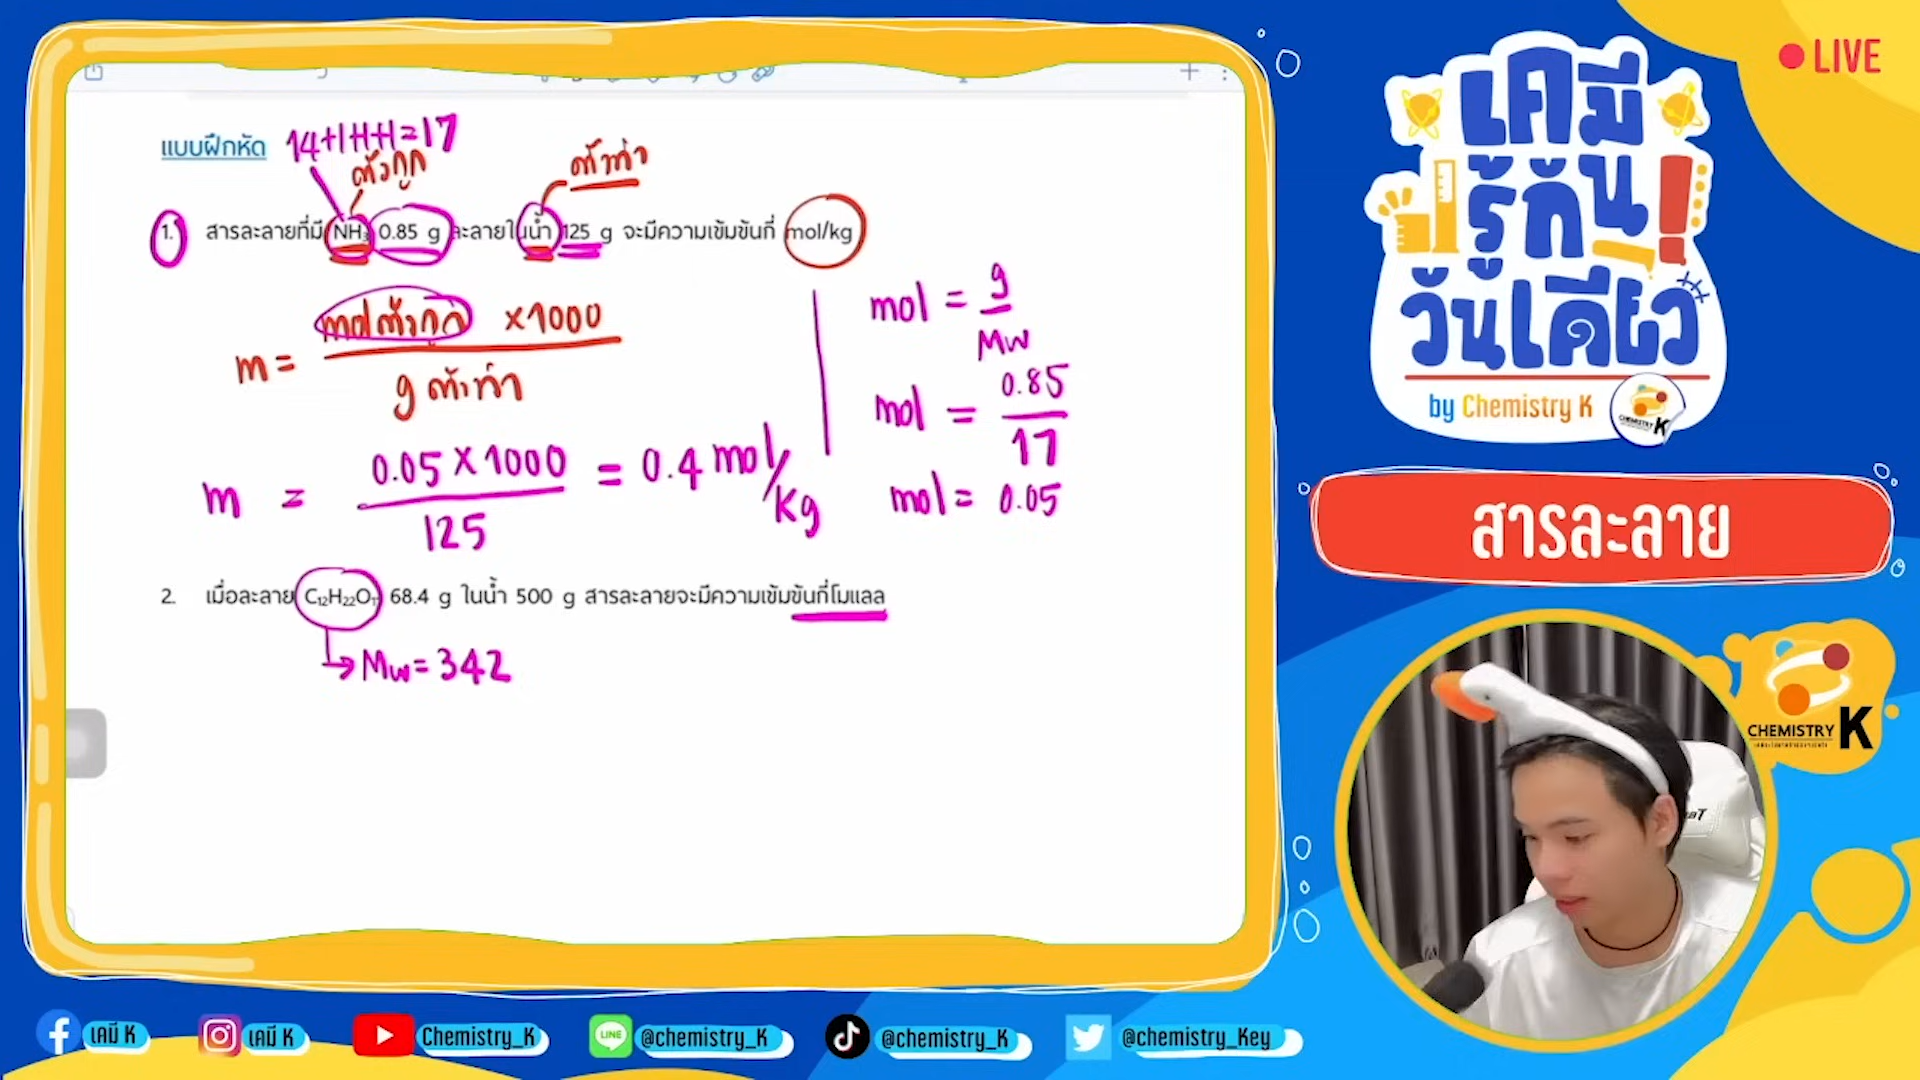 แบบฝึกหัด
14+1+1+1=17
ตัวถูก
ตัวทำ
1. สารละลายที่มี NH₃ 0.85 g ละลายในน้ำ 125 g จะมีความเข้มข้นกี่ mol/kg
m = molตัวถูก ×1000
g ตัวทำ
m = 0.05 × 1000 = 0.4 mol/kg
125
mol = g
Mw
mol = 0.85
17
mol = 0.05
2. เมื่อละลาย C₁₂H₂₂O₁₁ 68.4 g ในน้ำ 500 g สารละลายจะมีความเข้มข้นกี่โมแลล
→ Mw = 342
LIVE
เคมี
รู้กัน!
วันเดียว
by Chemistry K
CHEMISTRY K
สารละลาย
CHEMISTRY K
เคมี K
เคมี K
Chemistry_K
LINE
@chemistry_K
@chemistry_K
@chemistry_Key